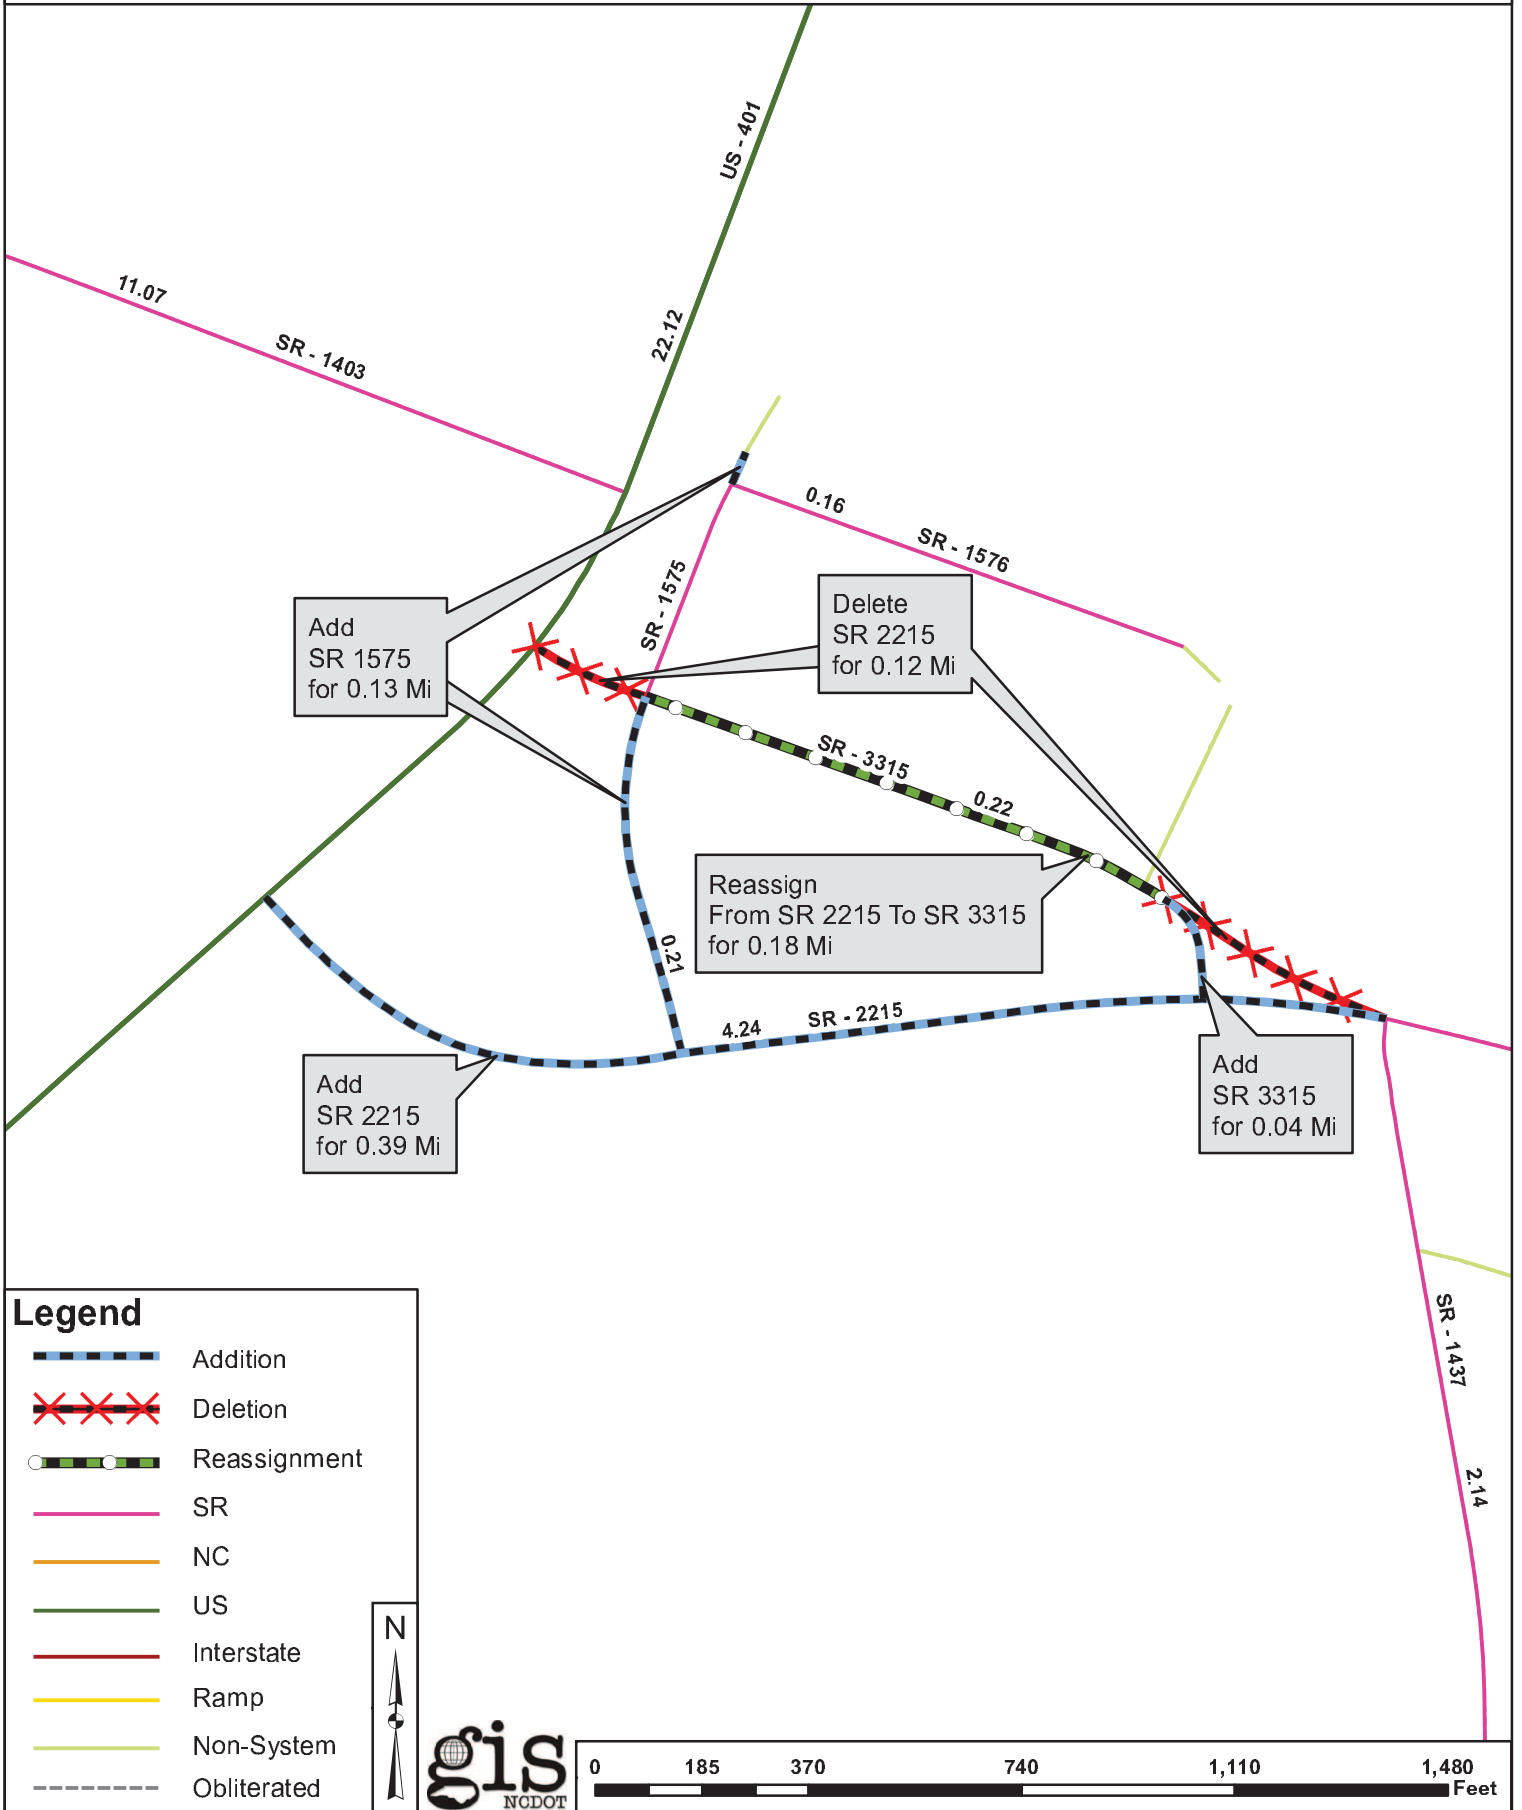 US - 401
11.07
SR - 1403
22.12
0.16
SR - 1576
SR - 1575
Add
SR 1575
for 0.13 Mi
Delete
SR 2215
for 0.12 Mi
SR - 3315
0.22
Reassign
From SR 2215 To SR 3315
for 0.18 Mi
0.21
4.24
SR - 2215
Add
SR 2215
for 0.39 Mi
Add
SR 3315
for 0.04 Mi
SR - 1437
2.14
Legend
Addition
Deletion
Reassignment
SR
NC
US
Interstate
Ramp
Non-System
Obliterated
N
gis
NCDOT
0 185 370 740 1,110 1,480
Feet